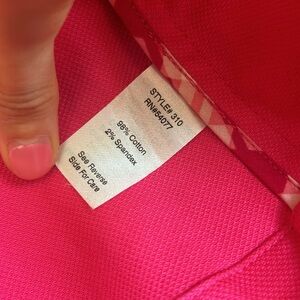 STYLE# 310
RN#54077
98% Cotton
2% Spandex
See Reverse
Side For Care